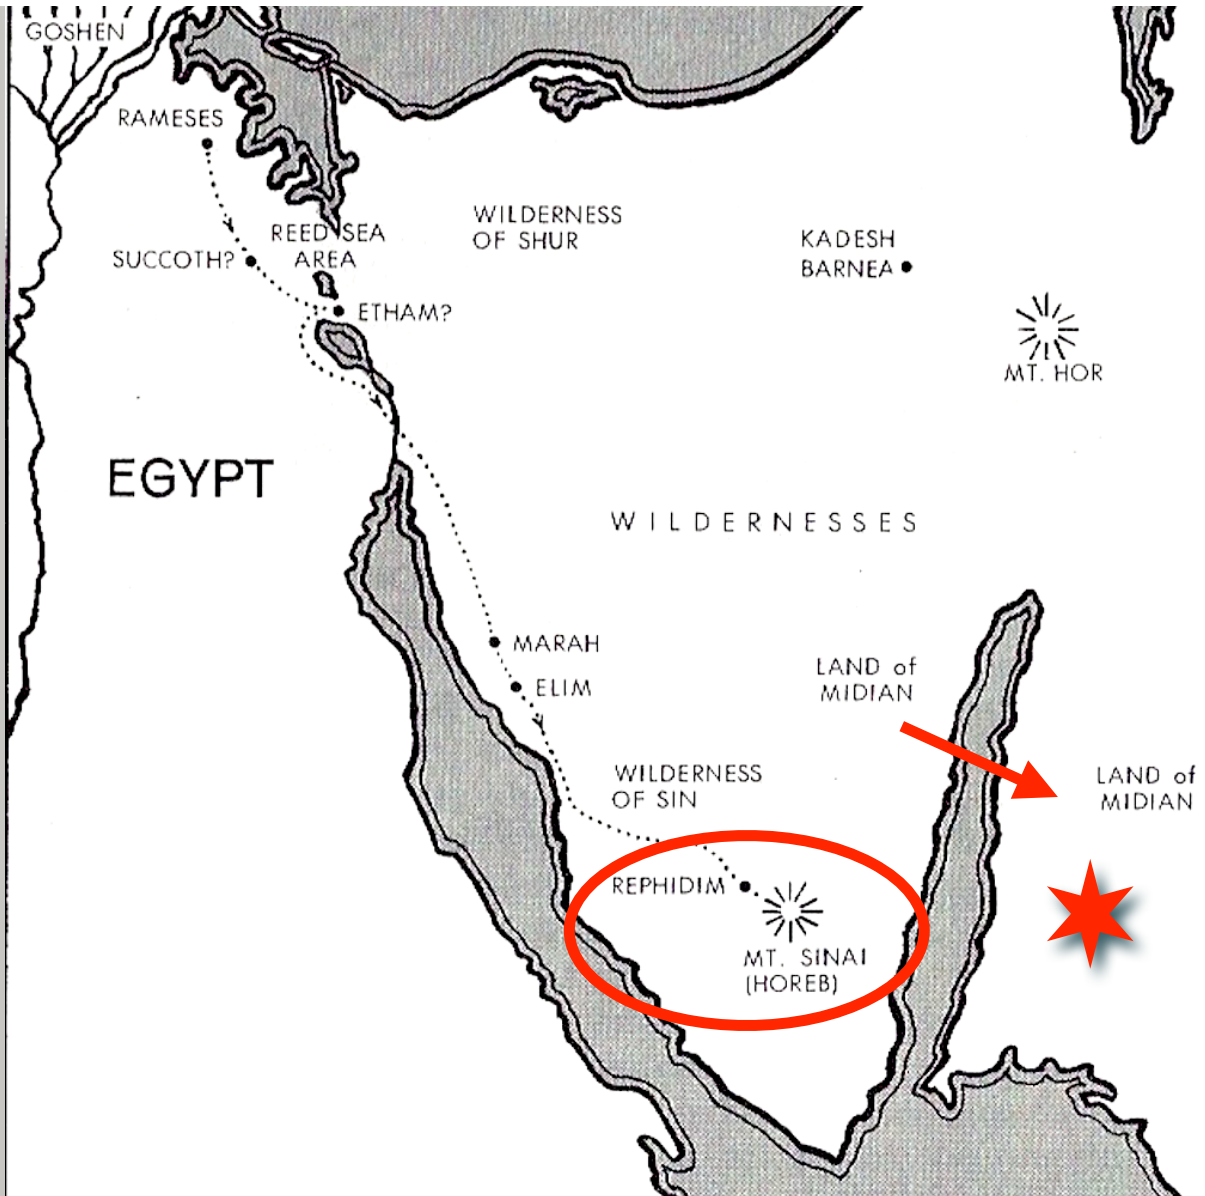 GOSHEN
RAMESES
REED SEA
AREA
SUCCOTH?
ETHAM?
WILDERNESS
OF SHUR
KADESH
BARNEA
MT. HOR
EGYPT
WILDERNESSES
MARAH
ELIM
LAND of
MIDIAN
WILDERNESS
OF SIN
LAND of
MIDIAN
REPHIDIM
MT. SINAI
(HOREB)